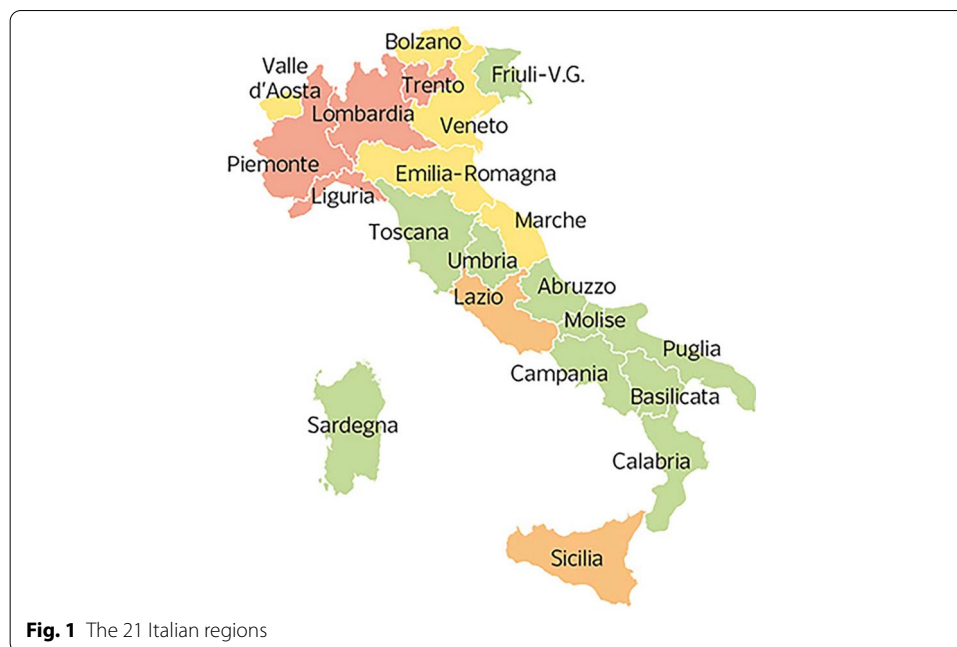 Bolzano
Valle
d'Aosta
Trento
Friuli-V.G.
Lombardia
Veneto
Piemonte
Emilia-Romagna
Liguria
Marche
Toscana
Umbria
Abruzzo
Lazio
Molise
Puglia
Campania
Basilicata
Sardegna
Calabria
Sicilia
Fig. 1 The 21 Italian regions